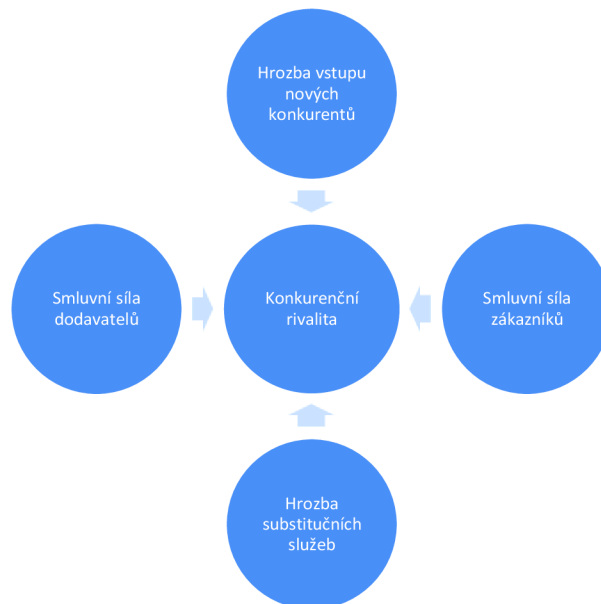 Hrozba vstupu
nových
konkurentů
Smluvní síla
dodavatelů
Konkurenční
rivalita
Smluvní síla
zákazníků
Hrozba
substitučních
služeb